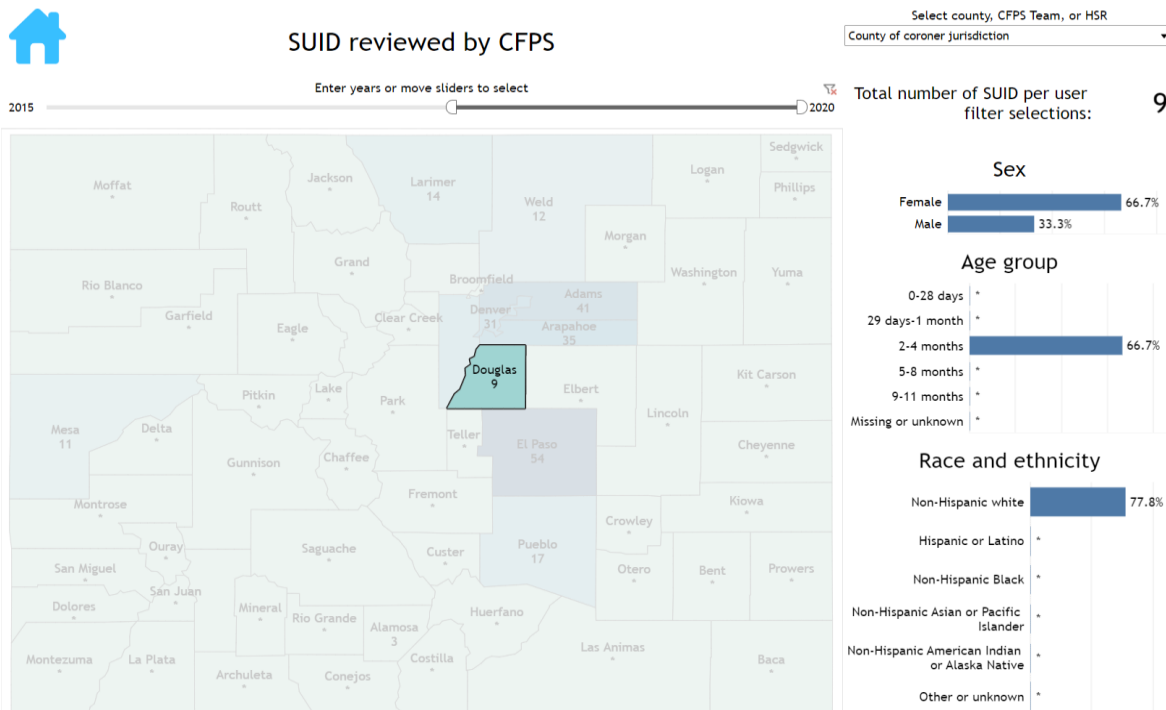 SUID reviewed by CFPS
Select county, CFPS Team, or HSR
County of coroner jurisdiction
Enter years or move sliders to select
2015
2020
Total number of SUID per user
filter selections:
9
Moffat
*
Routt
*
Jackson
*
Larimer
14
Weld
12
Logan
*
Sedgwick
*
Phillips
*
Morgan
*
Rio Blanco
*
Grand
*
Broomfield
Washington
*
Yuma
*
Garfield
*
Eagle
*
Clear Creek
*
Denver
31
Adams
41
Arapahoe
35
Douglas
9
Elbert
*
Kit Carson
*
Pitkin
*
Lake
*
Park
*
Lincoln
*
Mesa
11
Delta
*
Gunnison
*
Chaffee
*
Teller
*
El Paso
54
Cheyenne
*
Montrose
*
Fremont
*
Crowley
*
Kiowa
*
Ouray
*
Saguache
*
Custer
*
Pueblo
17
Otero
*
Bent
*
Prowers
*
San Miguel
*
San Juan
*
Dolores
*
Mineral
*
Rio Grande
*
Alamosa
3
Huerfano
*
Las Animas
*
Montezuma
*
La Plata
*
Archuleta
*
Conejos
*
Costilla
*
Baca
*
Sex
Female 66.7%
Male 33.3%
Age group
0-28 days *
29 days-1 month *
2-4 months 66.7%
5-8 months *
9-11 months *
Missing or unknown *
Race and ethnicity
Non-Hispanic white 77.8%
Hispanic or Latino *
Non-Hispanic Black *
Non-Hispanic Asian or Pacific
Islander *
Non-Hispanic American Indian
or Alaska Native *
Other or unknown *